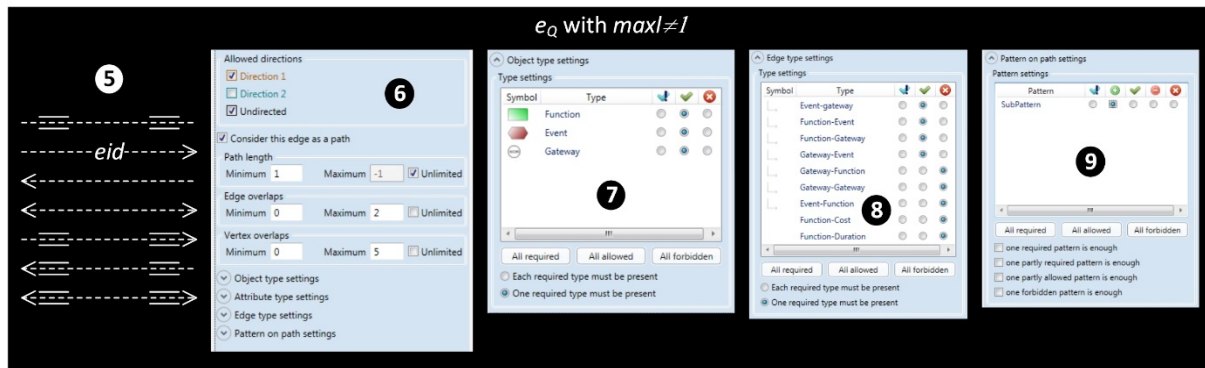 e_Q with maxl≠1
5
eid
Allowed directions
Direction 1
6
Direction 2
Undirected
Consider this edge as a path
Path length
Minimum 1 Maximum -1 Unlimited
Edge overlaps
Minimum 0 Maximum 2 Unlimited
Vertex overlaps
Minimum 0 Maximum 5 Unlimited
Object type settings
Attribute type settings
Edge type settings
Pattern on path settings
Object type settings
Type settings
Symbol Type
Function
Event
Gateway
7
All required All allowed All forbidden
Each required type must be present
One required type must be present
Edge type settings
Type settings
Symbol Type
Event-gateway
Function-Event
Function-Gateway
Gateway-Event
Gateway-Function
Gateway-Gateway
Event-Function
8
Function-Cost
Function-Duration
All required All allowed All forbidden
Each required type must be present
One required type must be present
Pattern on path settings
Pattern settings
Pattern
SubPattern
9
All required All allowed All forbidden
one required pattern is enough
one partly required pattern is enough
one partly allowed pattern is enough
one forbidden pattern is enough